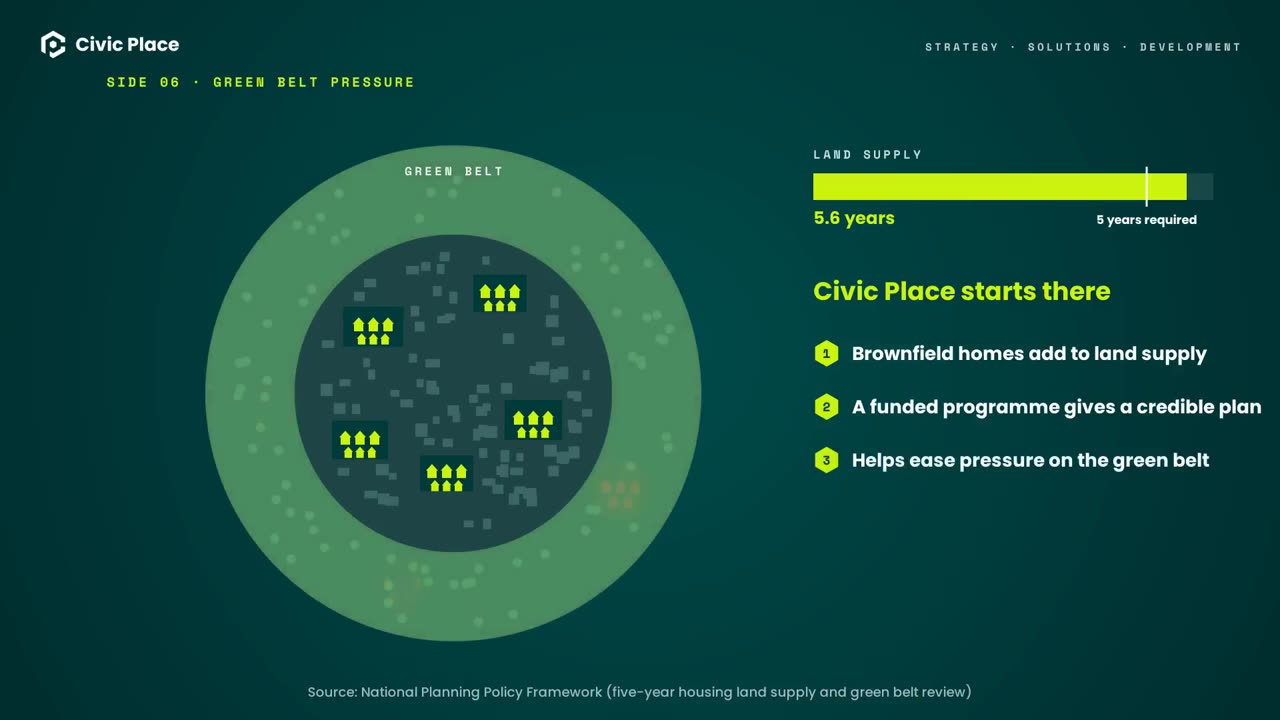 Civic Place
STRATEGY · SOLUTIONS · DEVELOPMENT
SIDE 06 · GREEN BELT PRESSURE
GREEN BELT
LAND SUPPLY
5.6 years
5 years required
Civic Place starts there
1 Brownfield homes add to land supply
2 A funded programme gives a credible plan
3 Helps ease pressure on the green belt
Source: National Planning Policy Framework (five-year housing land supply and green belt review)